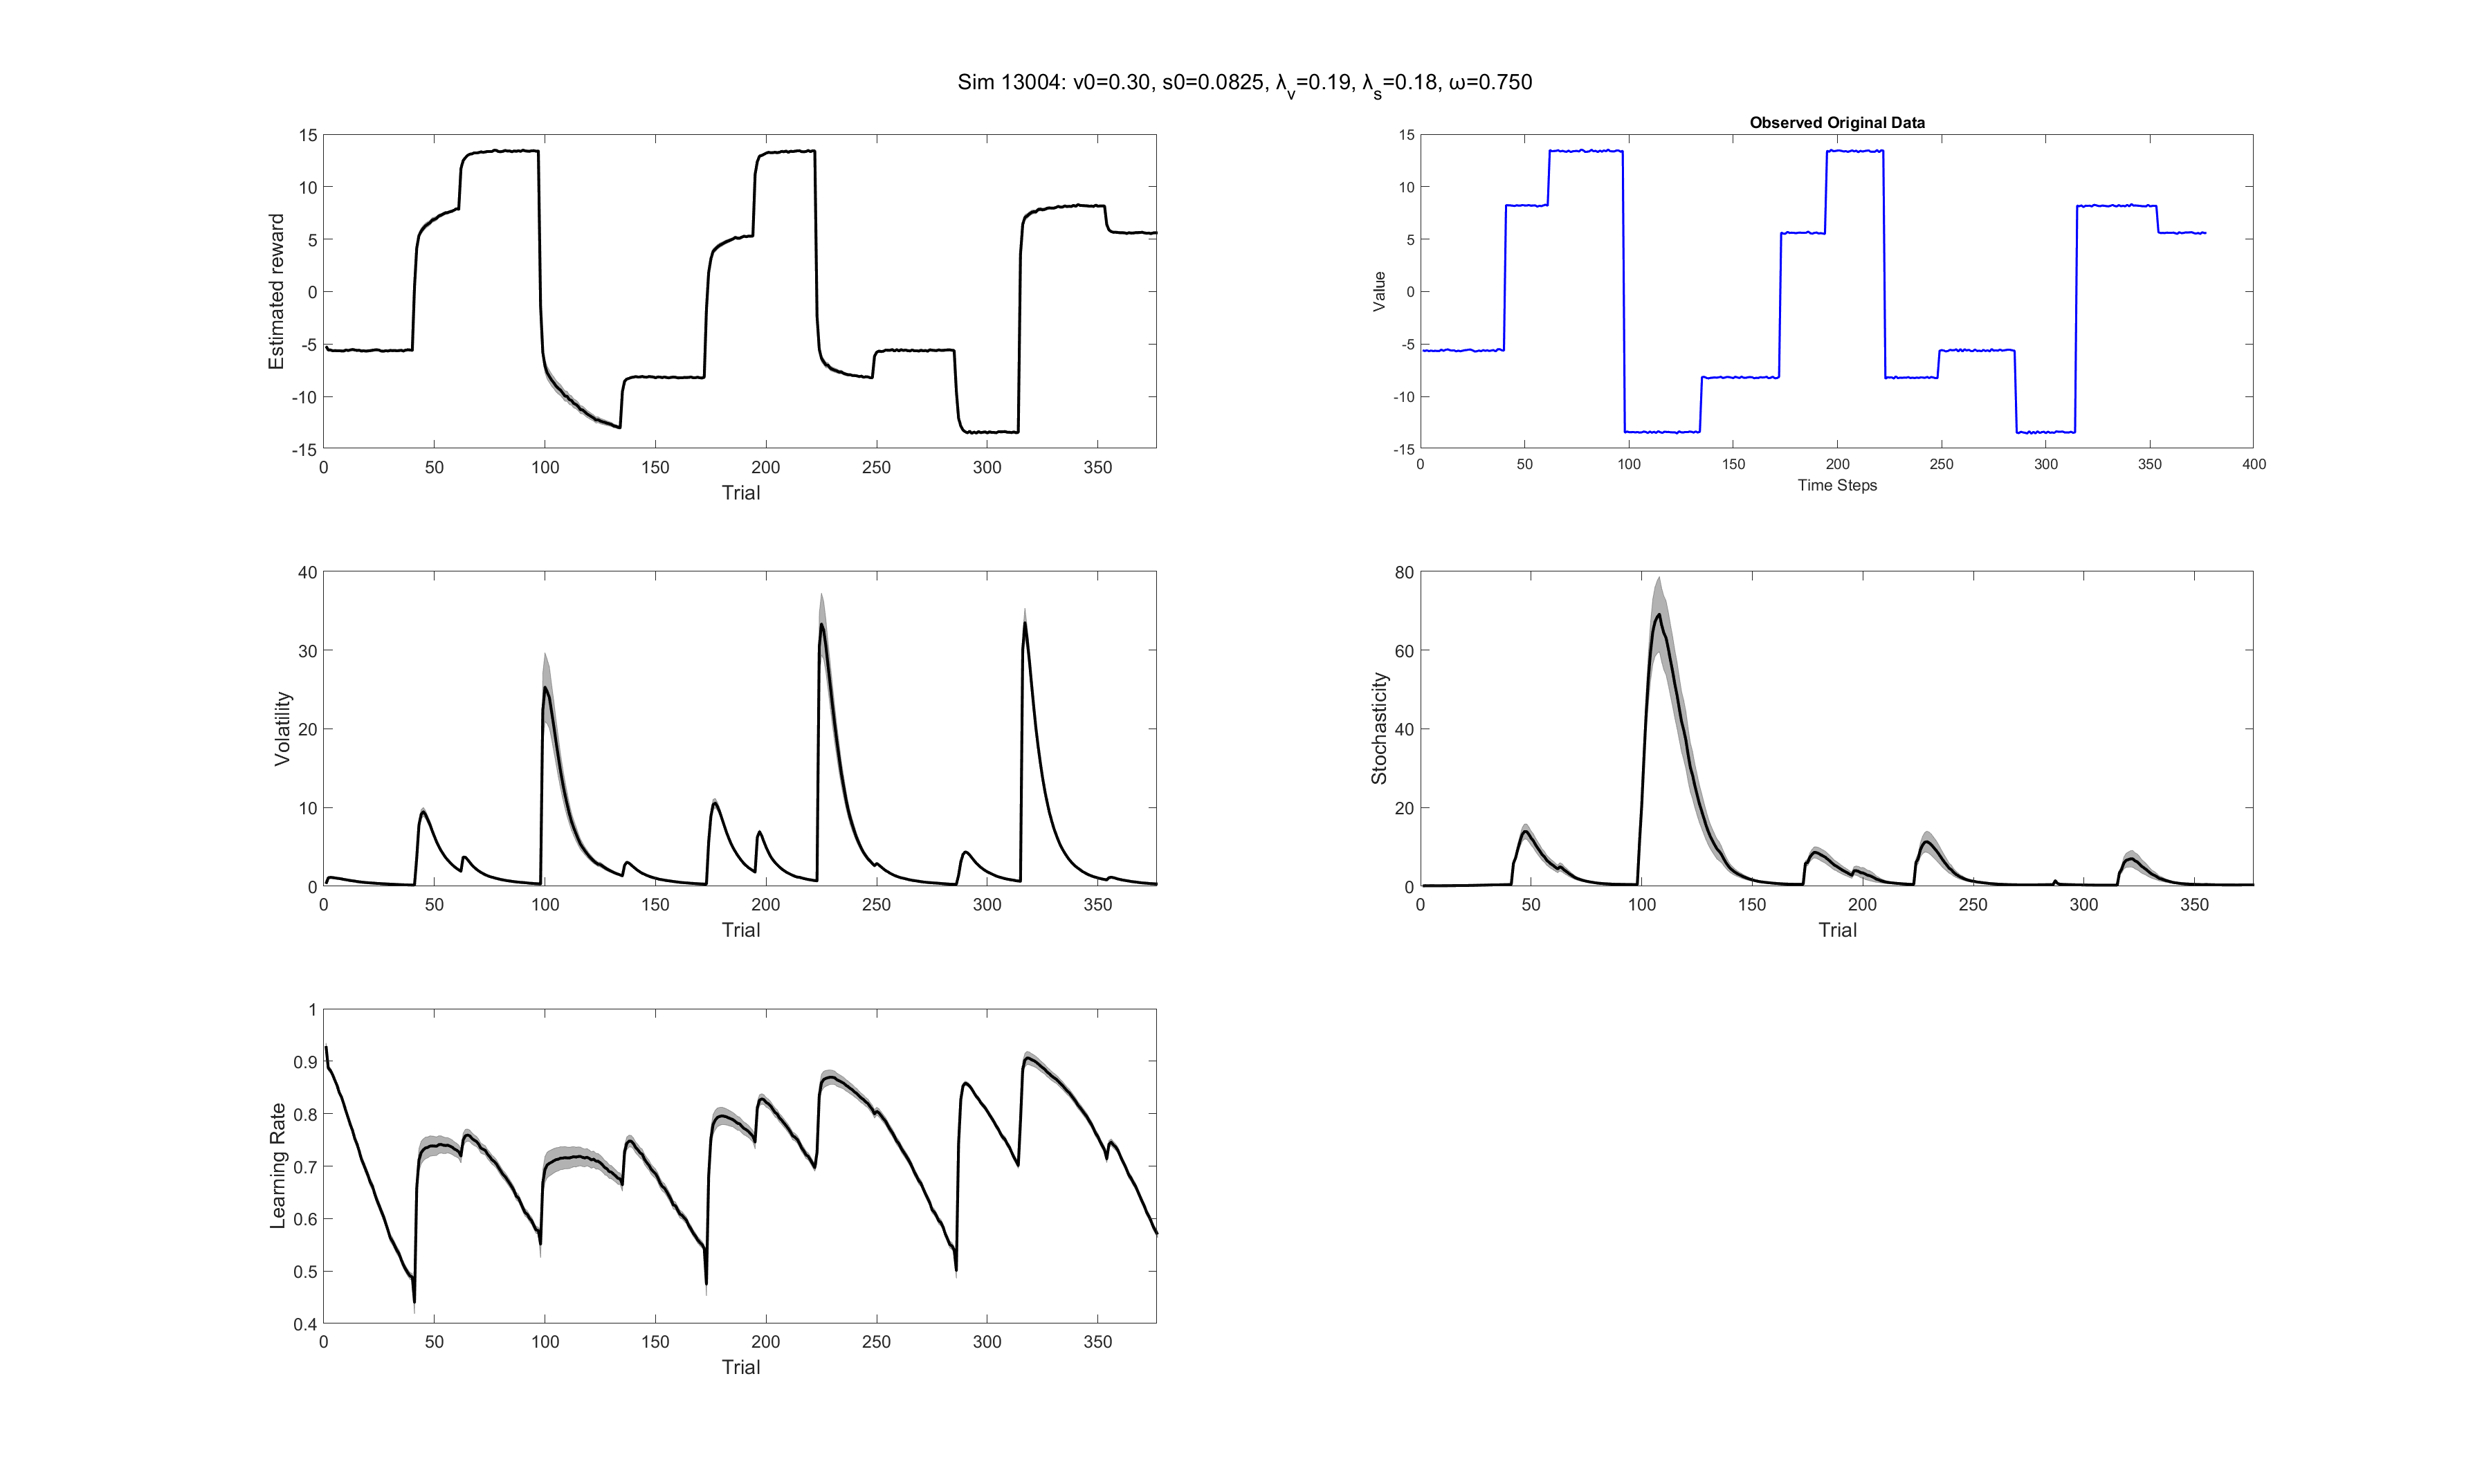 Sim 13004: v0=0.30, s0=0.0825, λv=0.19, λs=0.18, ω=0.750
15
10
5
0
-5
-10
-15
Estimated reward
0 50 100 150 200 250 300 350
Trial
Observed Original Data
15
10
5
0
-5
-10
-15
Value
0 50 100 150 200 250 300 350 400
Time Steps
40
30
20
10
0
Volatility
0 50 100 150 200 250 300 350
Trial
80
60
40
20
0
Stochasticity
0 50 100 150 200 250 300 350
Trial
1
0.9
0.8
0.7
0.6
0.5
0.4
Learning Rate
0 50 100 150 200 250 300 350
Trial